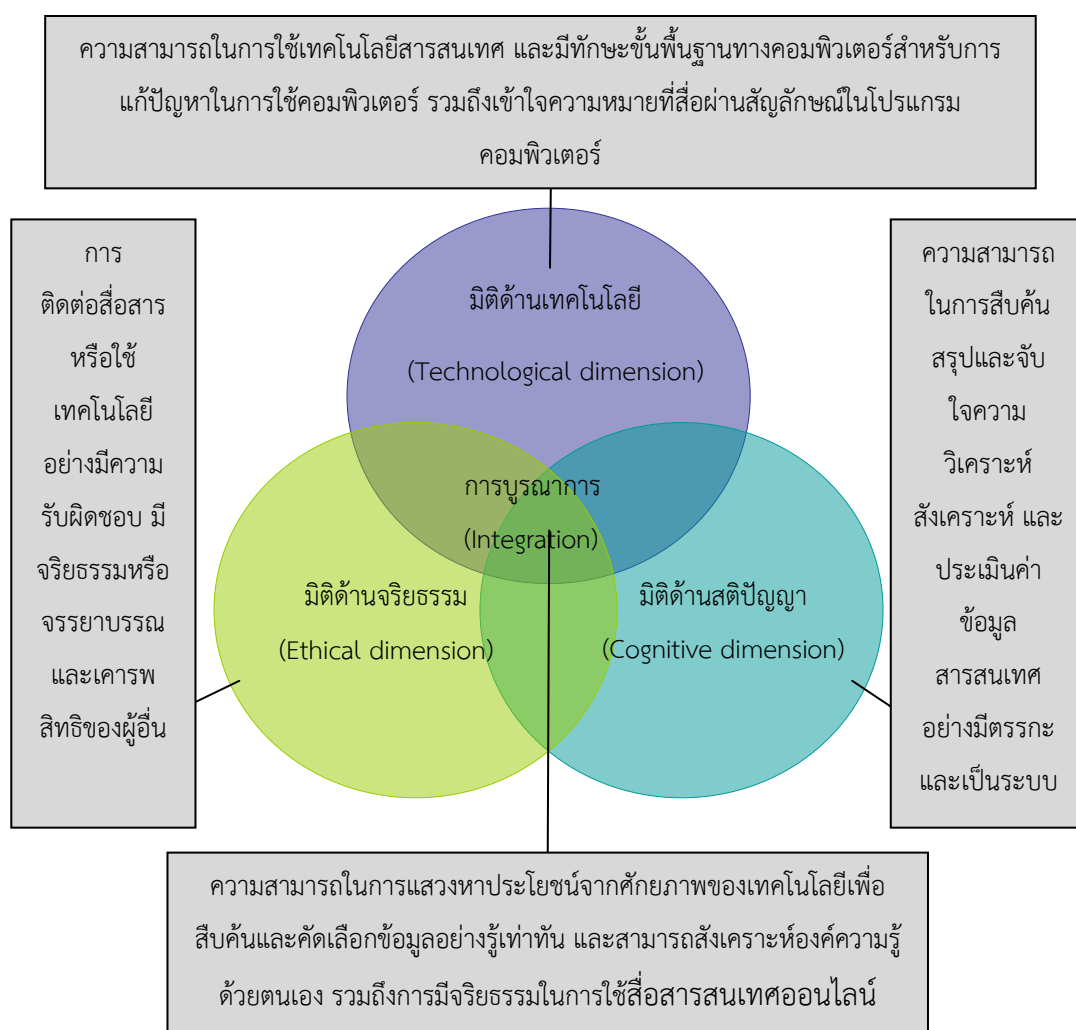 ความสามารถในการใช้เทคโนโลยีสารสนเทศ และมีทักษะขั้นพื้นฐานทางคอมพิวเตอร์สำหรับการ
แก้ปัญหาในการใช้คอมพิวเตอร์ รวมถึงเข้าใจความหมายที่สื่อผ่านสัญลักษณ์ในโปรแกรม
คอมพิวเตอร์
การ
ติดต่อสื่อสาร
หรือใช้
เทคโนโลยี
อย่างมีความ
รับผิดชอบ มี
จริยธรรมหรือ
จรรยาบรรณ
และเคารพ
สิทธิของผู้อื่น
มิติด้านเทคโนโลยี
(Technological dimension)
การบูรณาการ
(Integration)
มิติด้านจริยธรรม
(Ethical dimension)
มิติด้านสติปัญญา
(Cognitive dimension)
ความสามารถ
ในการสืบค้น
สรุปและจับ
ใจความ
วิเคราะห์
สังเคราะห์ และ
ประเมินค่า
ข้อมูล
สารสนเทศ
อย่างมีตรรกะ
และเป็นระบบ
ความสามารถในการแสวงหาประโยชน์จากศักยภาพของเทคโนโลยีเพื่อ
สืบค้นและคัดเลือกข้อมูลอย่างรู้เท่าทัน และสามารถสังเคราะห์องค์ความรู้
ด้วยตนเอง รวมถึงการมีจริยธรรมในการใช้สื่อสารสนเทศออนไลน์